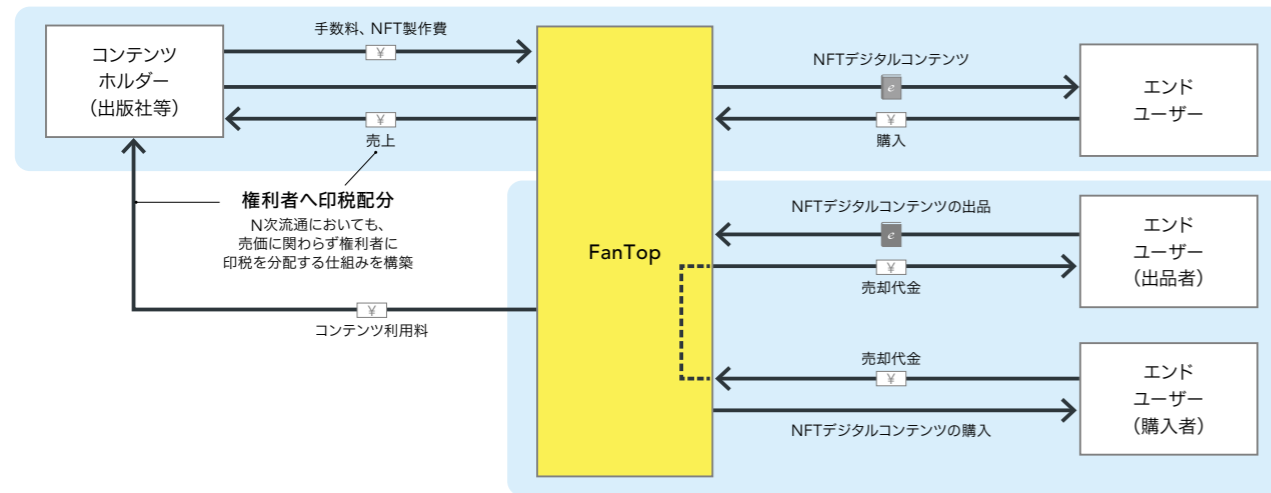 手数料、NFT製作費
¥
コンテンツ
ホルダー
(出版社等)
¥
売上
権利者へ印税配分
N次流通においても、
売価に関わらず権利者に
印税を分配する仕組みを構築
¥
コンテンツ利用料
FanTop
NFTデジタルコンテンツ
e
¥
購入
エンド
ユーザー
NFTデジタルコンテンツの出品
e
¥
売却代金
エンド
ユーザー
(出品者)
売却代金
¥
NFTデジタルコンテンツの購入
エンド
ユーザー
(購入者)